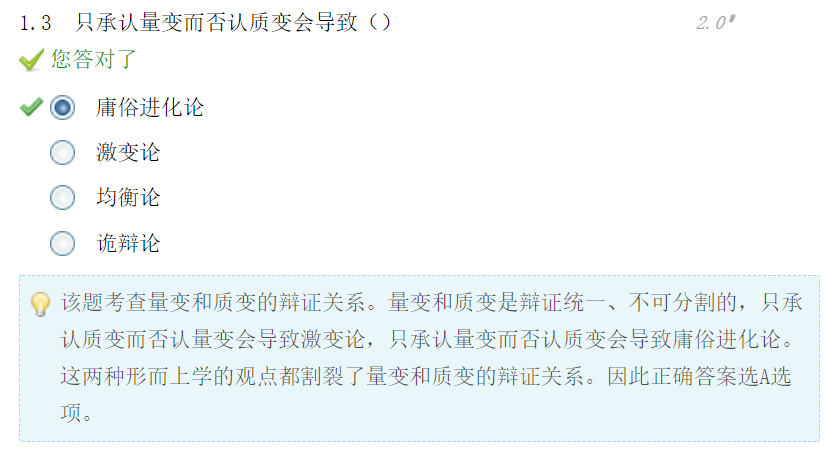 1.3 只承认量变而否认质变会导致（） 2.0
您答对了
庸俗进化论
激变论
均衡论
诡辩论
该题考查量变和质变的辩证关系。量变和质变是辩证统一、不可分割的，只承
认质变而否认量变会导致激变论，只承认量变而否认质变会导致庸俗进化论。
这两种形而上学的观点都割裂了量变和质变的辩证关系。因此正确答案选A选
项。